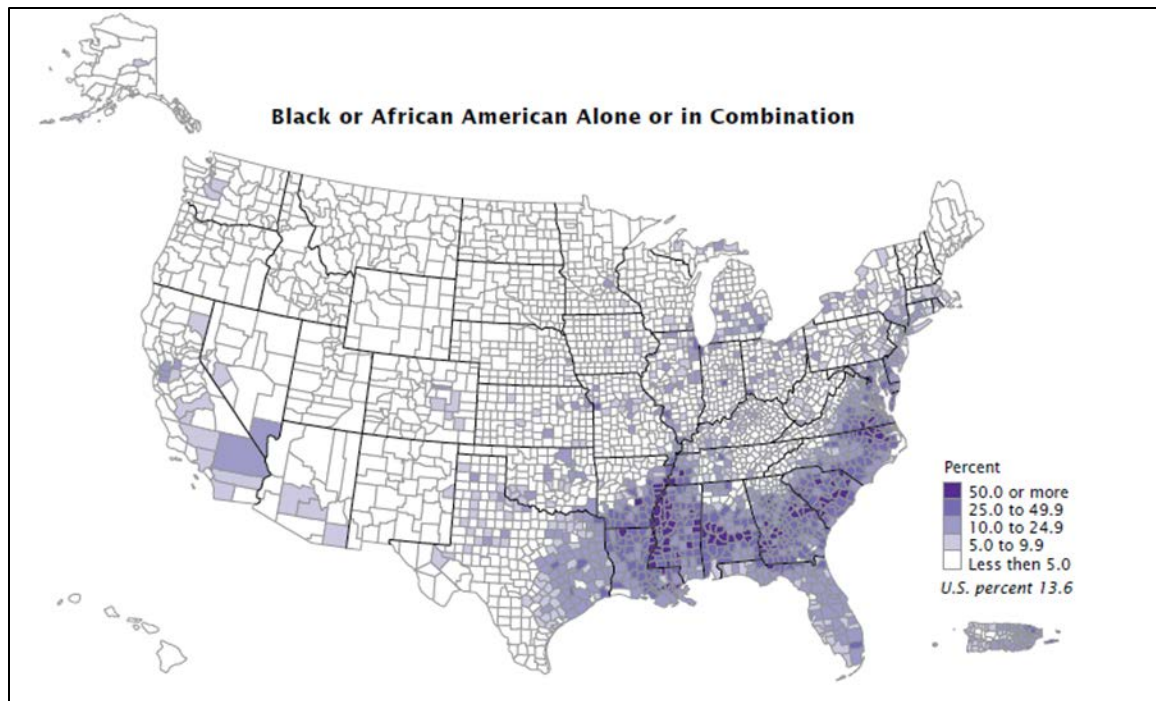 Black or African American Alone or in Combination
Percent
50.0 or more
25.0 to 49.9
10.0 to 24.9
5.0 to 9.9
Less then 5.0
U.S. percent 13.6